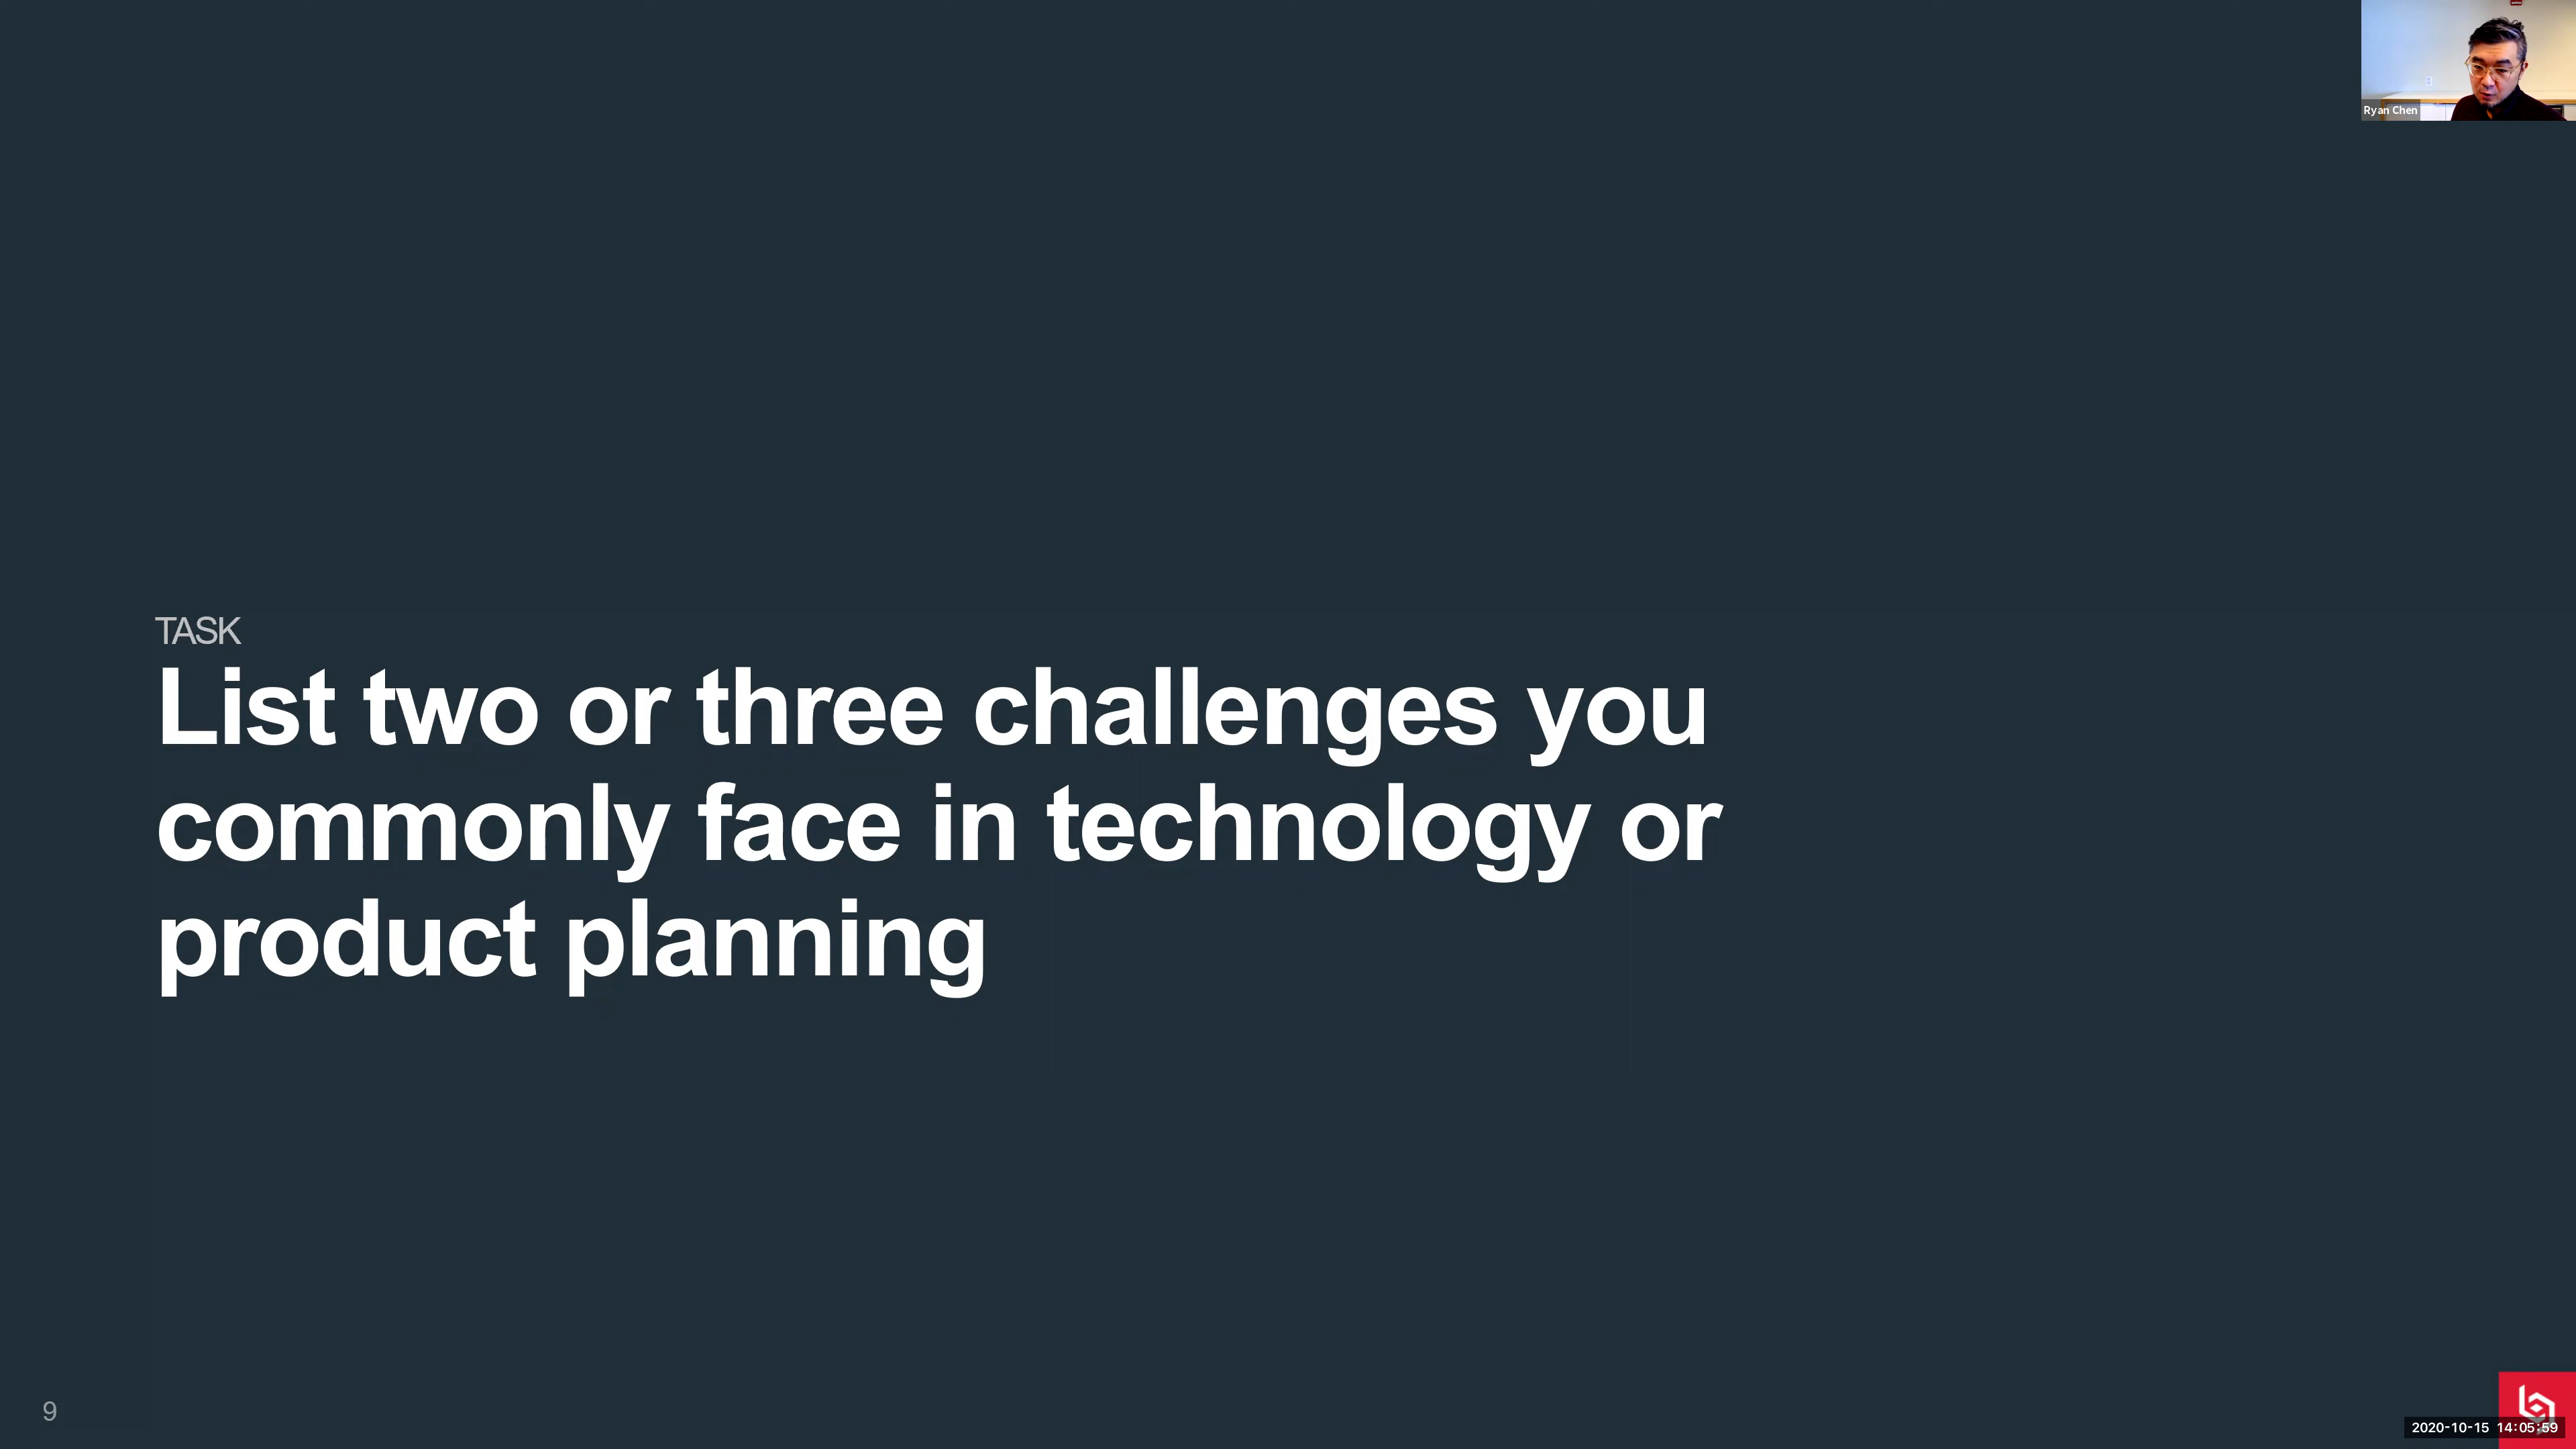 Ryan Chen
TASK
List two or three challenges you
commonly face in technology or
product planning
9
2020-10-15 14:05:59